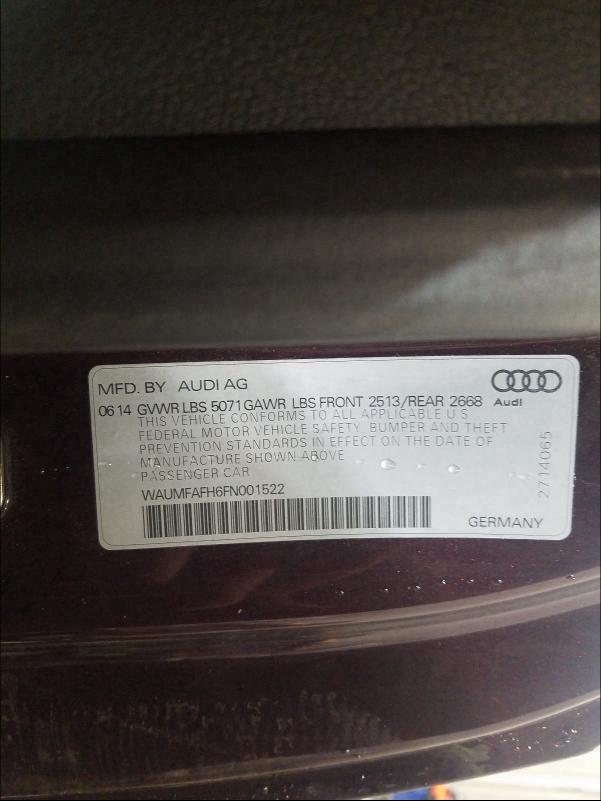 MFD. BY AUDI AG
06 14 GVWR LBS 5071 GAWR LBS FRONT 2513/REAR 2668
Audi
THIS VEHICLE CONFORMS TO ALL APPLICABLE U S
FEDERAL MOTOR VEHICLE SAFETY, BUMPER AND THEFT
PREVENTION STANDARDS IN EFFECT ON THE DATE OF
MANUFACTURE SHOWN ABOVE
PASSENGER CAR
WAUMFAFH6FN001522
GERMANY
2714065